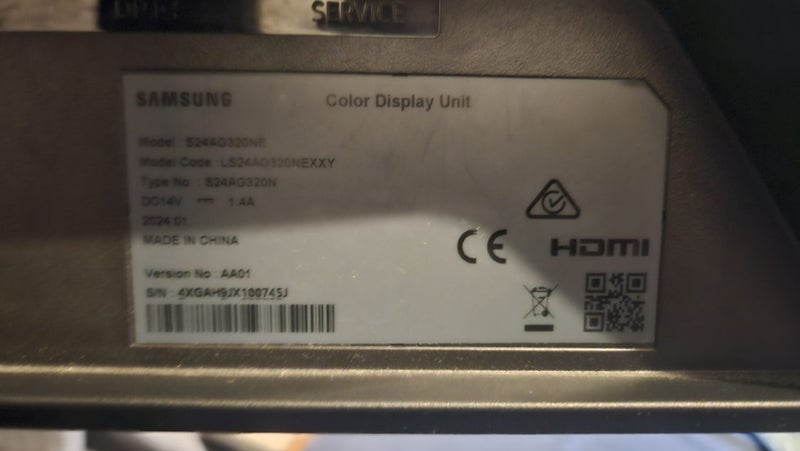 SERVICE
SAMSUNG
Color Display Unit
Model : S24AG320NE
Model Code : LS24AG320NEXXY
Type No. : S24AG320N
DC14V ⎓ 1.4A
2024.01.
MADE IN CHINA
Version No : AA01
S/N : 4XGAH9JX100745J
CE
HDMI